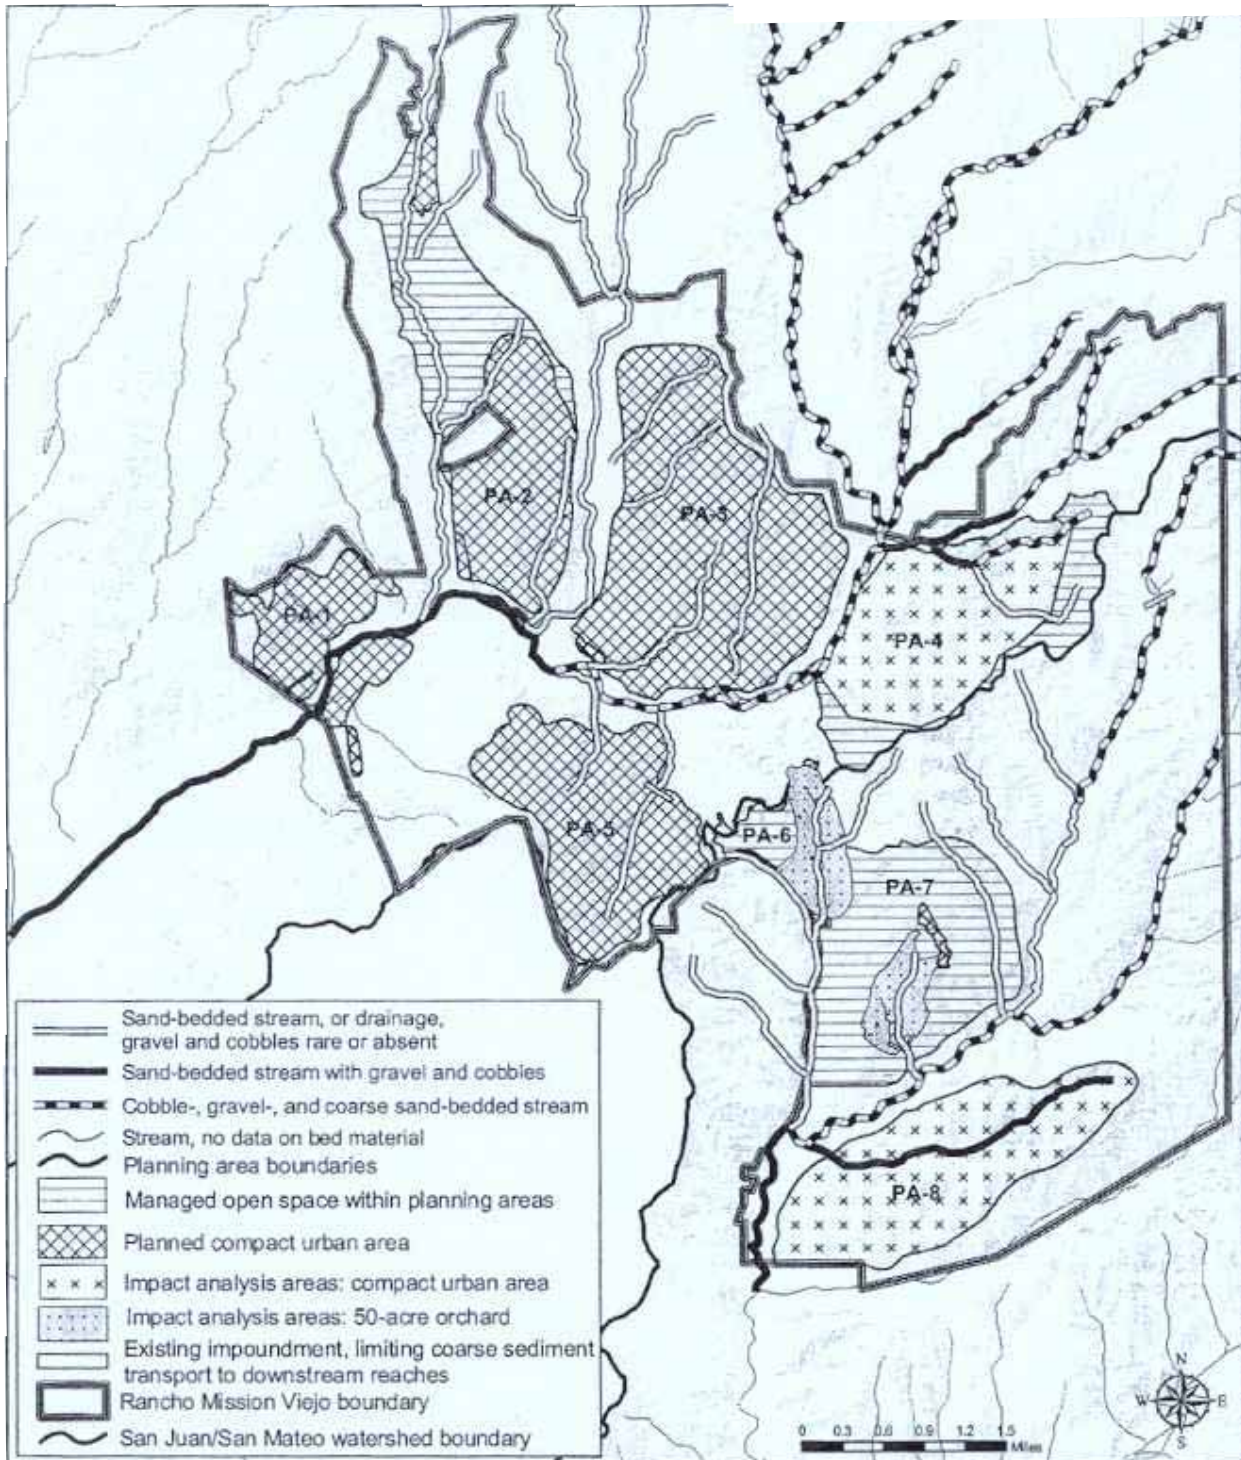 PA-2
PA-3
PA-1
PA-4
PA-5
PA-6
PA-7
PA-8
Sand-bedded stream, or drainage,
gravel and cobbles rare or absent
Sand-bedded stream with gravel and cobbles
Cobble-, gravel-, and coarse sand-bedded stream
Stream, no data on bed material
Planning area boundaries
Managed open space within planning areas
Planned compact urban area
Impact analysis areas: compact urban area
Impact analysis areas: 50-acre orchard
Existing impoundment, limiting coarse sediment
transport to downstream reaches
Rancho Mission Viejo boundary
San Juan/San Mateo watershed boundary
N
W E
S
0 0.3 0.6 0.9 1.2 1.5
Miles